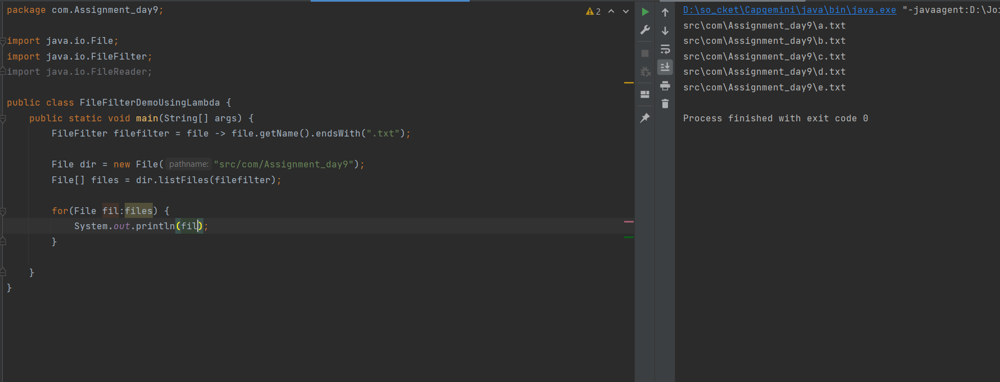 package com.Assignment_day9;
import java.io.File;
import java.io.FileFilter;
import java.io.FileReader;
public class FileFilterDemoUsingLambda {
public static void main(String[] args) {
FileFilter filefilter = file -> file.getName().endsWith(".txt");
File dir = new File( pathname: "src/com/Assignment_day9");
File[] files = dir.listFiles(filefilter);
for(File fil:files) {
System.out.println(fil);
}
}
}
2
D:\so_cket\Capgemini\java\bin\java.exe "-javaagent:D:\Joi
src\com\Assignment_day9\a.txt
src\com\Assignment_day9\b.txt
src\com\Assignment_day9\c.txt
src\com\Assignment_day9\d.txt
src\com\Assignment_day9\e.txt
Process finished with exit code 0